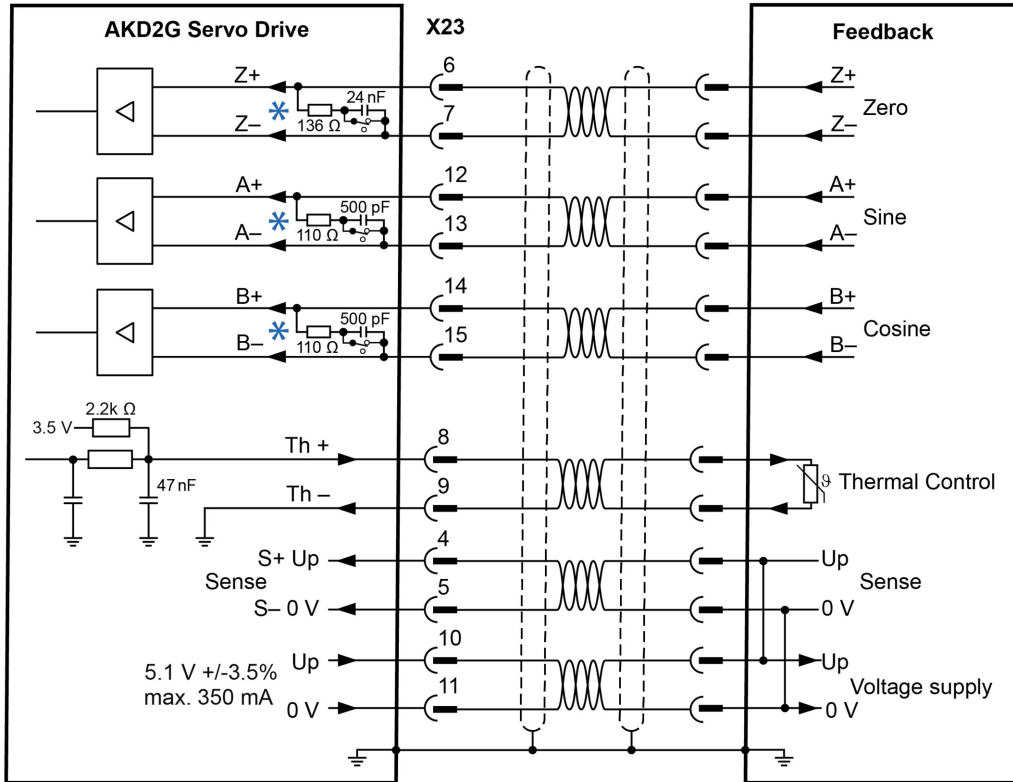 AKD2G Servo Drive
X23
Feedback
Z+
6
Z+
24 nF
Zero
136 Ω
Z–
7
Z–
A+
12
A+
500 pF
Sine
110 Ω
A–
13
A–
B+
14
B+
500 pF
Cosine
110 Ω
B–
15
B–
2.2k Ω
3.5 V
Th +
8
47 nF
ϑ Thermal Control
Th –
9
S+ Up
4
Up
Sense
Sense
S– 0 V
5
0 V
5.1 V +/-3.5%
max. 350 mA
Up
10
Up
Voltage supply
0 V
11
0 V